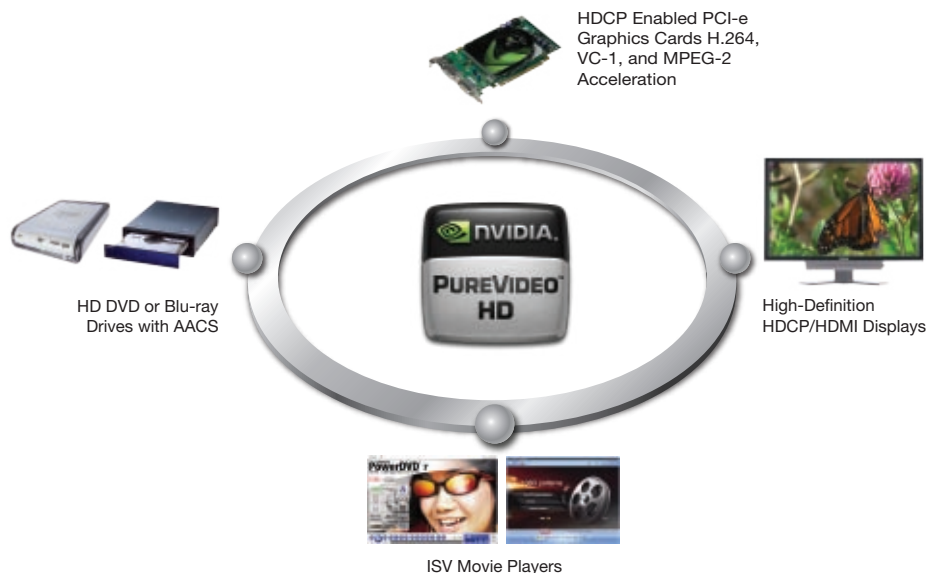 HDCP Enabled PCI-e
Graphics Cards H.264,
VC-1, and MPEG-2
Acceleration
NVIDIA.
PUREVIDEO™
HD
HD DVD or Blu-ray
Drives with AACS
High-Definition
HDCP/HDMI Displays
PowerDVD 7
ISV Movie Players